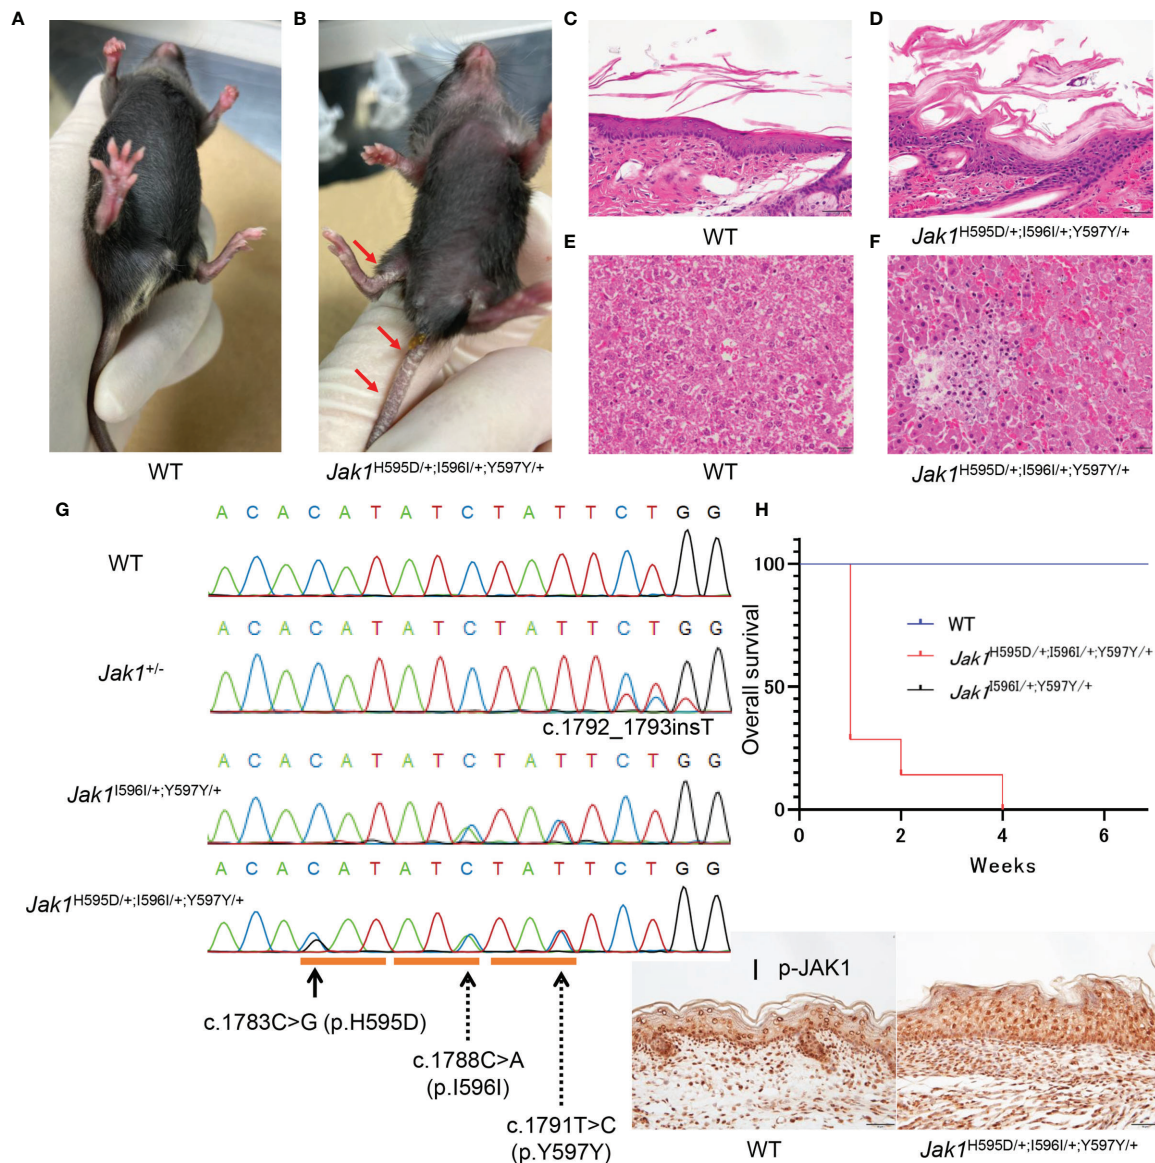 A
B
C
D
WT
Jak1H595D/+;I596I/+;Y597Y/+
E
F
WT
Jak1H595D/+;I596I/+;Y597Y/+
WT
Jak1H595D/+;I596I/+;Y597Y/+
G
A C A C A T A T C T A T T C T G G
WT
A C A C A T A T C T A T T C T G G
Jak1+/-
c.1792_1793insT
A C A C A T A T C T A T T C T G G
Jak1I596I/+;Y597Y/+
A C A C A T A T C T A T T C T G G
Jak1H595D/+;I596I/+;Y597Y/+
c.1783C>G (p.H595D)
c.1788C>A
(p.I596I)
c.1791T>C
(p.Y597Y)
H
Overall survival
100
50
0
0 2 4 6
Weeks
WT
Jak1H595D/+;I596I/+;Y597Y/+
Jak1I596I/+;Y597Y/+
I p-JAK1
WT
Jak1H595D/+;I596I/+;Y597Y/+